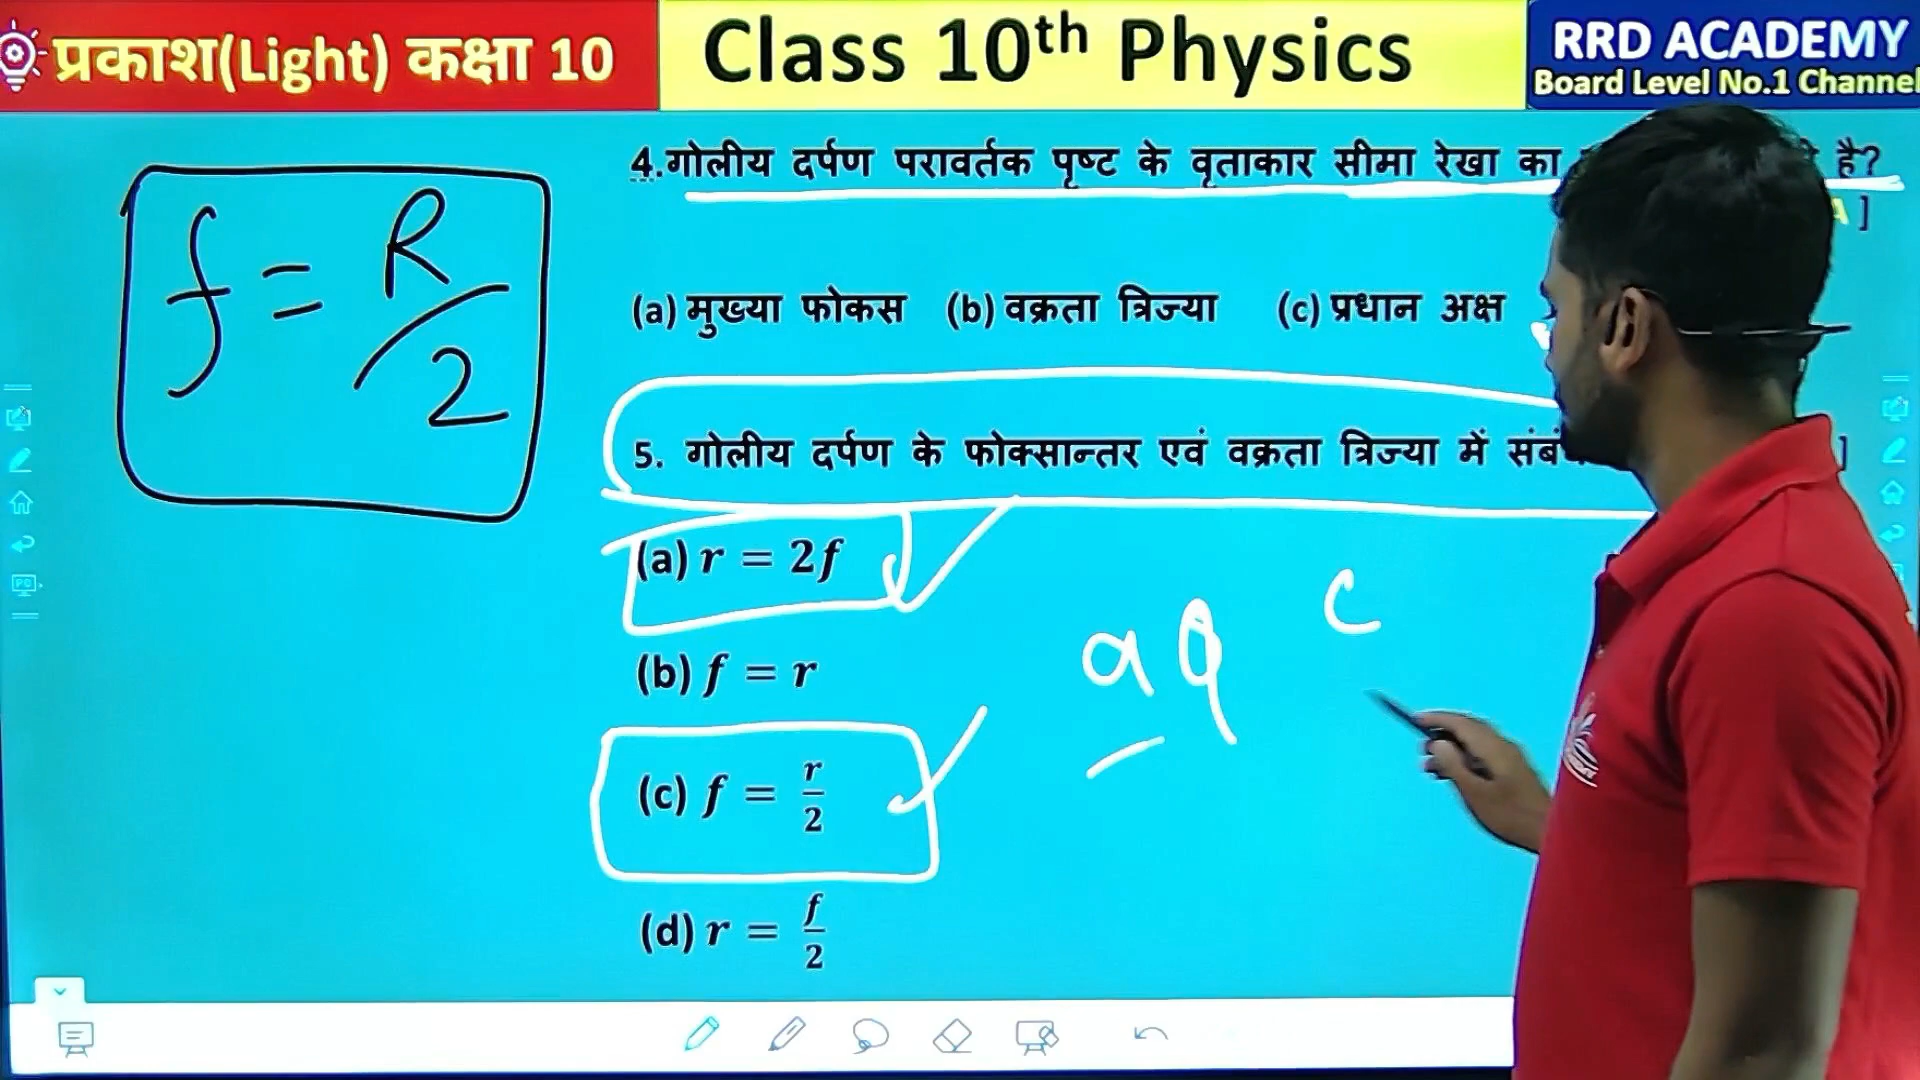 प्रकाश(Light) कक्षा 10
Class 10th Physics
RRD ACADEMY
Board Level No.1 Channel
f = R/2
4.गोलीय दर्पण परावर्तक पृष्ट के वृताकार सीमा रेखा का है?
A ]
(a) मुख्या फोकस (b) वक्रता त्रिज्या (c) प्रधान अक्ष
5. गोलीय दर्पण के फोक्सान्तर एवं वक्रता त्रिज्या में ]
(a) r = 2f
(b) f = r
(c) f = r/2
(d) r = f/2
a
c